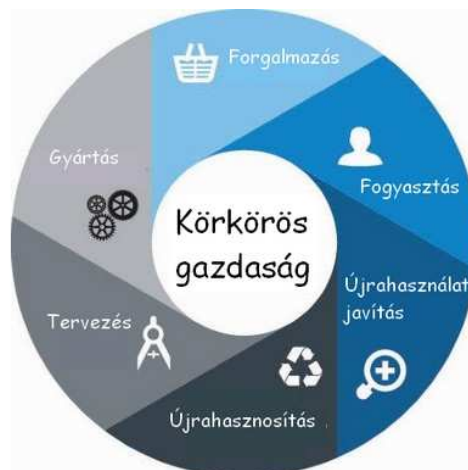 Forgalmazás
Fogyasztás
Újrahasználat
javítás
Újrahasznosítás
Tervezés
Gyártás
Körkörös
gazdaság